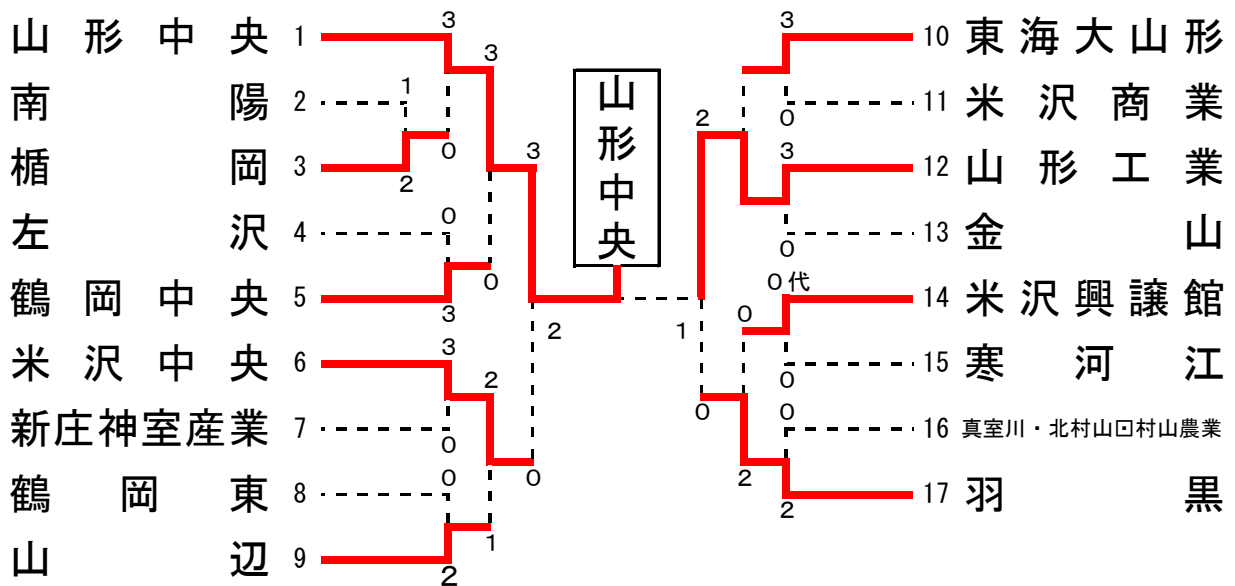 山形中央 1
南陽 2
楯岡 3
左沢 4
鶴岡中央 5
米沢中央 6
新庄神室産業 7
鶴岡東 8
山辺 9
3
1
0
2
0
3
3
0
0
2
3
0
3
2
1
0
2
山形中央
1
2
0
3
0
3
0
0代
0
0
0
2
2
10 東海大山形
11 米沢商業
12 山形工業
13 金山
14 米沢興譲館
15 寒河江
16 真室川・北村山□村山農業
17 羽黒